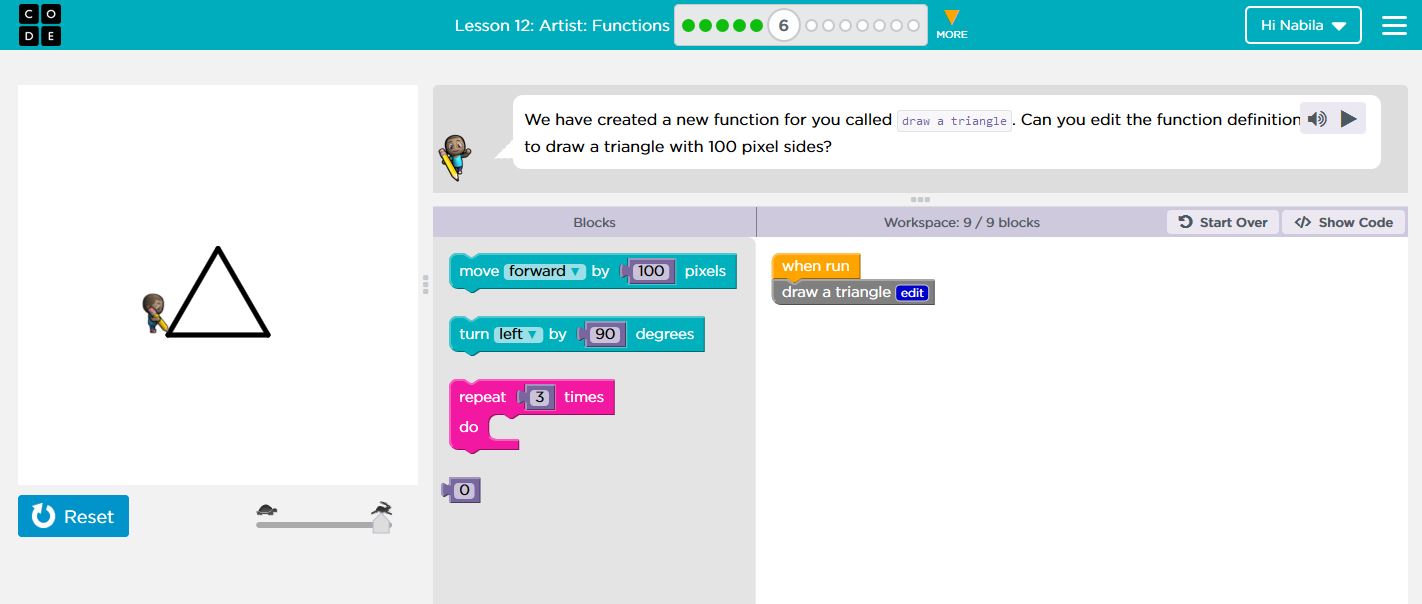 C O
D E
Lesson 12: Artist: Functions
6
MORE
Hi Nabila
We have created a new function for you called draw a triangle. Can you edit the function definition
to draw a triangle with 100 pixel sides?
Blocks
Workspace: 9 / 9 blocks
Start Over
</> Show Code
move forward by 100 pixels
turn left by 90 degrees
repeat 3 times
do
0
when run
draw a triangle edit
Reset